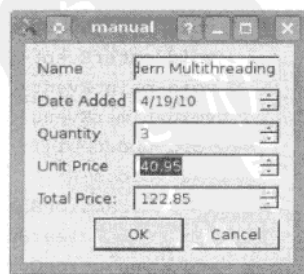 manual ?
Name dern Multithreading
Date Added 4/19/10
Quantity 3
Unit Price 40.95
Total Price: 122.85
OK Cancel